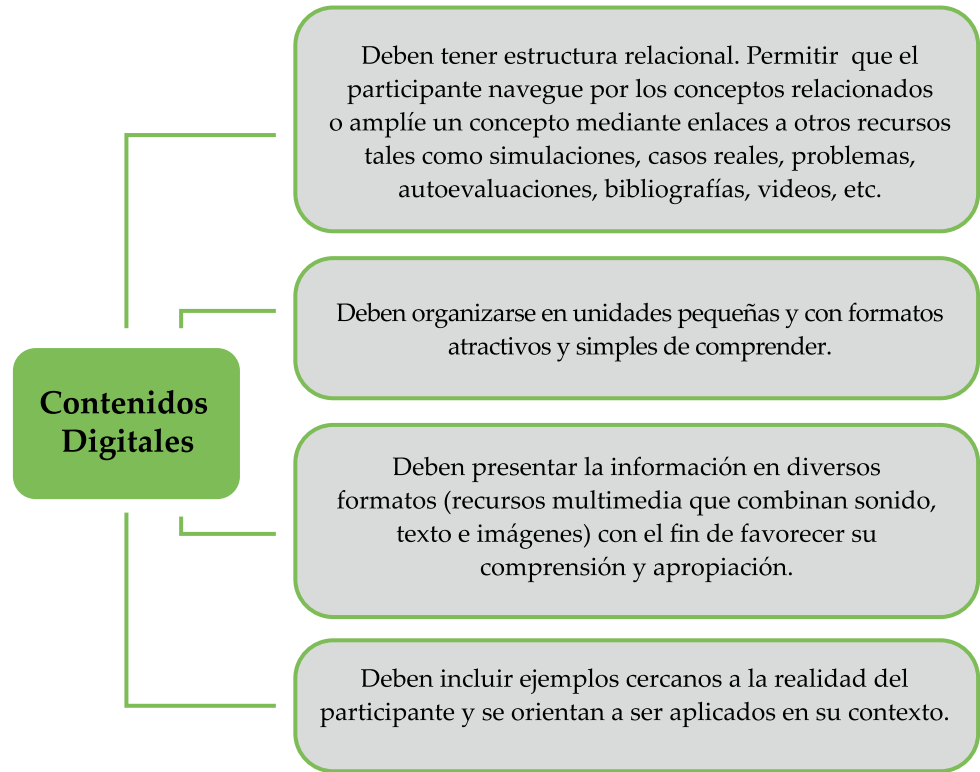 Deben tener estructura relacional. Permitir que el
participante navegue por los conceptos relacionados
o amplíe un concepto mediante enlaces a otros recursos
tales como simulaciones, casos reales, problemas,
autoevaluaciones, bibliografías, videos, etc.
Deben organizarse en unidades pequeñas y con formatos
atractivos y simples de comprender.
Contenidos
Digitales
Deben presentar la información en diversos
formatos (recursos multimedia que combinan sonido,
texto e imágenes) con el fin de favorecer su
comprensión y apropiación.
Deben incluir ejemplos cercanos a la realidad del
participante y se orientan a ser aplicados en su contexto.